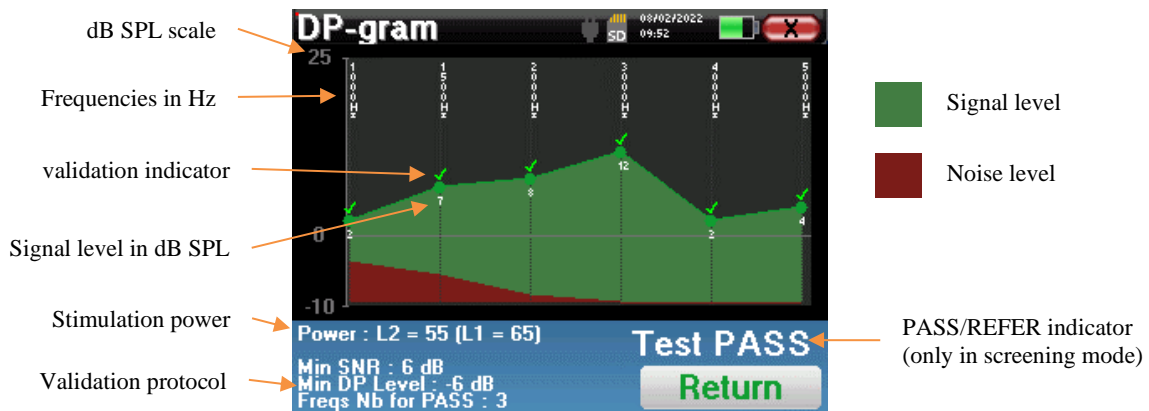 dB SPL scale
Frequencies in Hz
validation indicator
Signal level in dB SPL
Stimulation power
Validation protocol
DP-gram
SD
08/02/2022
09:52
X
25
0
-10
1000Hz
1500Hz
2000Hz
3000Hz
4000Hz
5000Hz
2
7
8
12
2
4
Power : L2 = 55 (L1 = 65)
Min SNR : 6 dB
Min DP Level : -6 dB
Freqs Nb for PASS : 3
Test PASS
Return
Signal level
Noise level
PASS/REFER indicator
(only in screening mode)